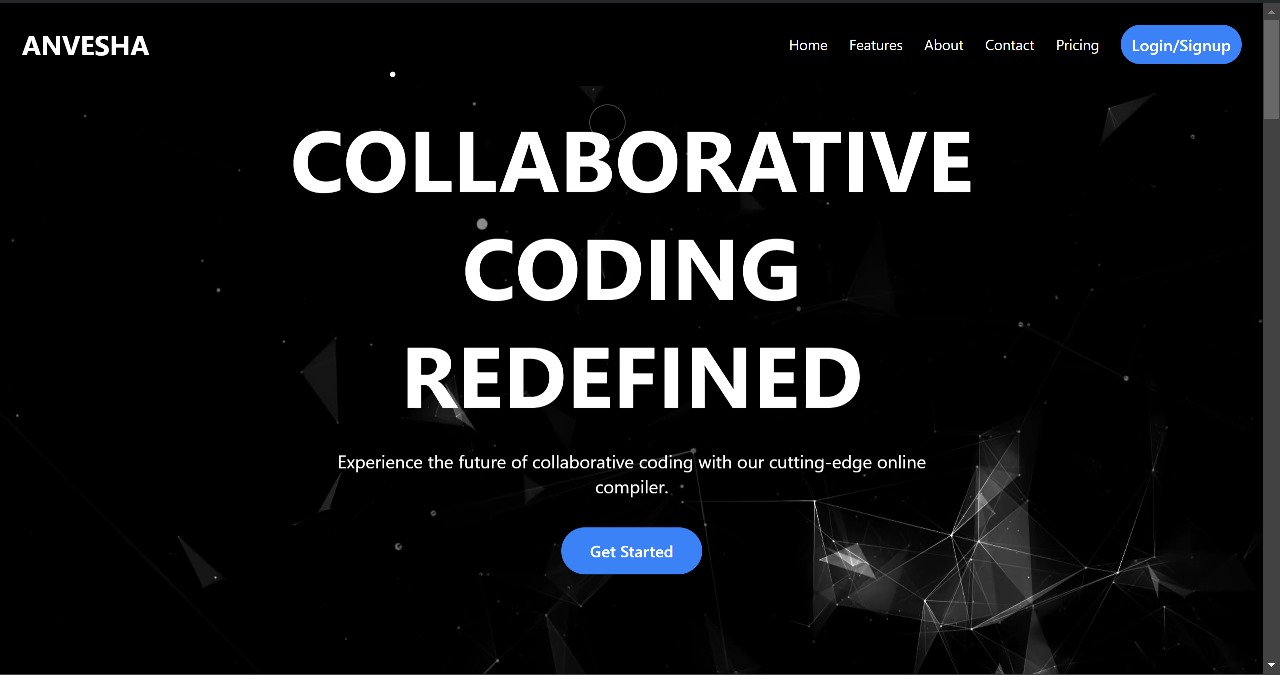 ANVESHA
Home Features About Contact Pricing Login/Signup
COLLABORATIVE
CODING
REDEFINED
Experience the future of collaborative coding with our cutting-edge online
compiler.
Get Started